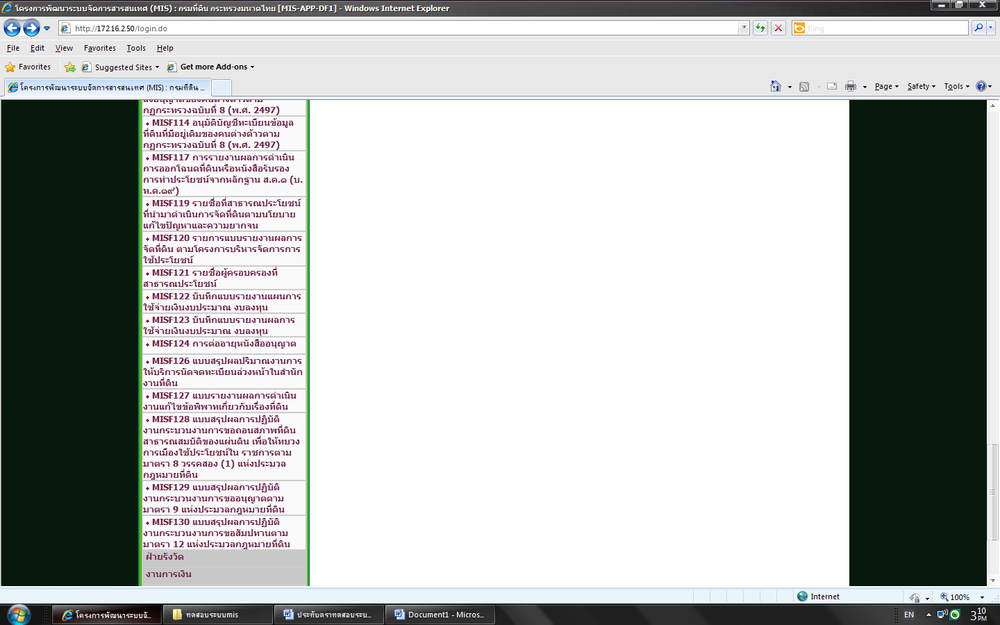 โครงการพัฒนาระบบจัดการสารสนเทศ (MIS) : กรมที่ดิน กระทรวงมหาดไทย [MIS-APP-DF1] - Windows Internet Explorer
http://172.16.2.50/login.do
Bing
File Edit View Favorites Tools Help
Favorites Suggested Sites Get more Add-ons
โครงการพัฒนาระบบจัดการสารสนเทศ (MIS) : กรมที่ดิน ...
Page Safety Tools
กฎกระทรวงฉบับที่ 8 (พ.ศ. 2497)
MISF114 อนุมัติบัญชีทะเบียนข้อมูล
ที่ดินที่มีอยู่เดิมของคนต่างด้าวตาม
กฎกระทรวงฉบับที่ 8 (พ.ศ. 2497)
MISF117 การรายงานผลการดำเนิน
การออกโฉนดที่ดินหรือหนังสือรับรอง
การทำประโยชน์จากหลักฐาน ส.ค.๑ (บ.
ท.ด.๑๙)
MISF119 รายชื่อที่สาธารณประโยชน์
ที่นำมาดำเนินการจัดที่ดินตามนโยบาย
แก้ไขปัญหาและความยากจน
MISF120 รายการแบบรายงานผลการ
จัดที่ดิน ตามโครงการบริหารจัดการการ
ใช้ประโยชน์
MISF121 รายชื่อผู้ครอบครองที่
สาธารณประโยชน์
MISF122 บันทึกแบบรายงานแผนการ
ใช้จ่ายเงินงบประมาณ งบลงทุน
MISF123 บันทึกแบบรายงานผลการ
ใช้จ่ายเงินงบประมาณ งบลงทุน
MISF124 การต่ออายุหนังสืออนุญาต
MISF126 แบบสรุปผลปริมาณงานการ
ให้บริการนัดจดทะเบียนล่วงหน้าในสำนัก
งานที่ดิน
MISF127 แบบรายงานผลการดำเนิน
งานแก้ไขข้อพิพาทเกี่ยวกับเรื่องที่ดิน
MISF128 แบบสรุปผลการปฏิบัติ
งานกระบวนงานการขอถอนสภาพที่ดิน
สาธารณสมบัติของแผ่นดิน เพื่อให้ทบวง
การเมืองใช้ประโยชน์ใน ราชการตาม
มาตรา 8 วรรคสอง (1) แห่งประมวล
กฎหมายที่ดิน
MISF129 แบบสรุปผลการปฏิบัติ
งานกระบวนงานการขออนุญาตตาม
มาตรา 9 แห่งประมวลกฎหมายที่ดิน
MISF130 แบบสรุปผลการปฏิบัติ
งานกระบวนงานการขอสัมปทานตาม
มาตรา 12 แห่งประมวลกฎหมายที่ดิน
ฝ่ายรังวัด
งานการเงิน
Internet 100%
โครงการพัฒนาระบบจั... ทดสอบระบบmis ประทับตราทดสอบระบ... Document1 - Micros... EN 3 10 PM